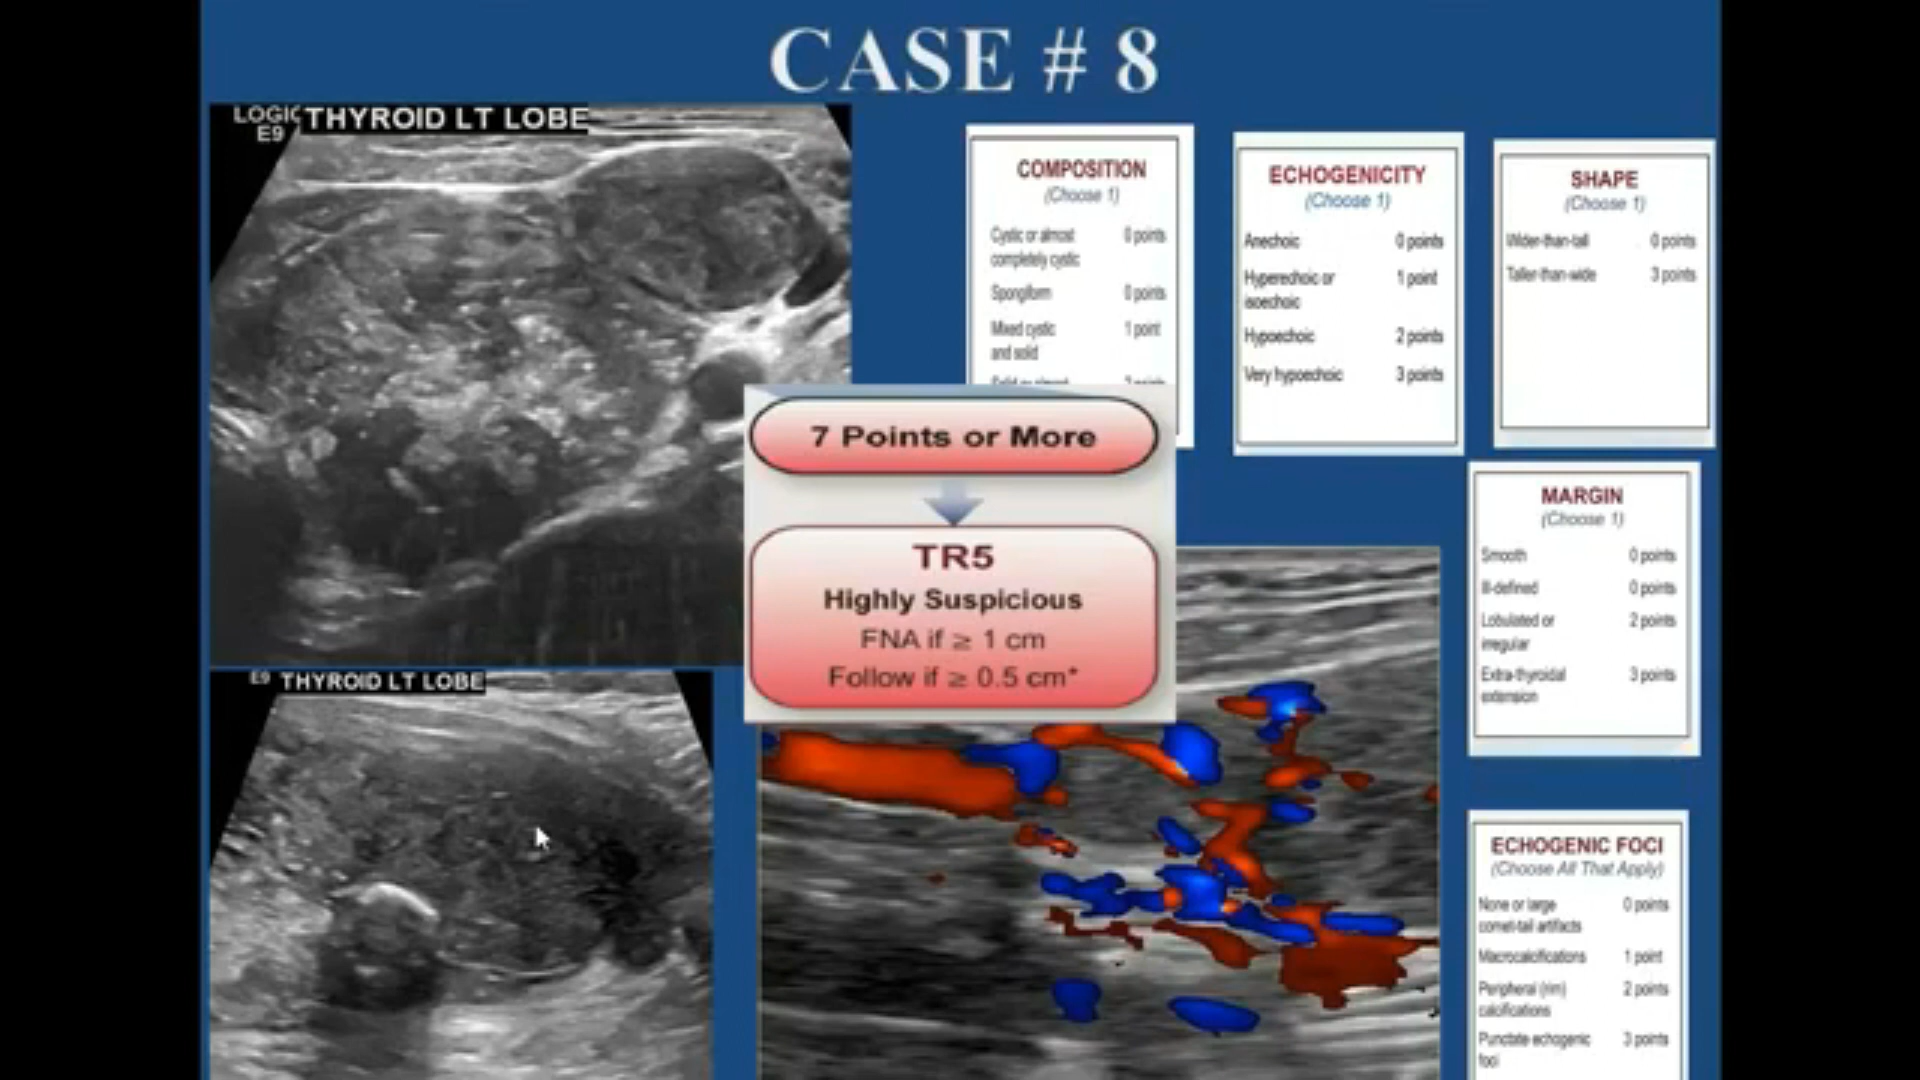 CASE # 8
LOGIC
E9
THYROID LT LOBE
COMPOSITION
(Choose 1)
Cystic or almost 0 points
completely cystic
Spongiform 0 points
Mixed cystic 1 point
and solid
ECHOGENICITY
(Choose 1)
Anechoic 0 points
Hyperechoic or 1 point
isoechoic
Hypoechoic 2 points
Very hypoechoic 3 points
SHAPE
(Choose 1)
Wider-than-tall 0 points
Taller-than-wide 3 points
7 Points or More
TR5
Highly Suspicious
FNA if ≥ 1 cm
Follow if ≥ 0.5 cm*
MARGIN
(Choose 1)
Smooth 0 points
Ill-defined 0 points
Lobulated or 2 points
irregular
Extra-thyroidal 3 points
extension
E9 THYROID LT LOBE
ECHOGENIC FOCI
(Choose All That Apply)
None or large 0 points
comet-tail artifacts
Macrocalcifications 1 point
Peripheral (rim) 2 points
calcifications
Punctate echogenic 3 points
foci